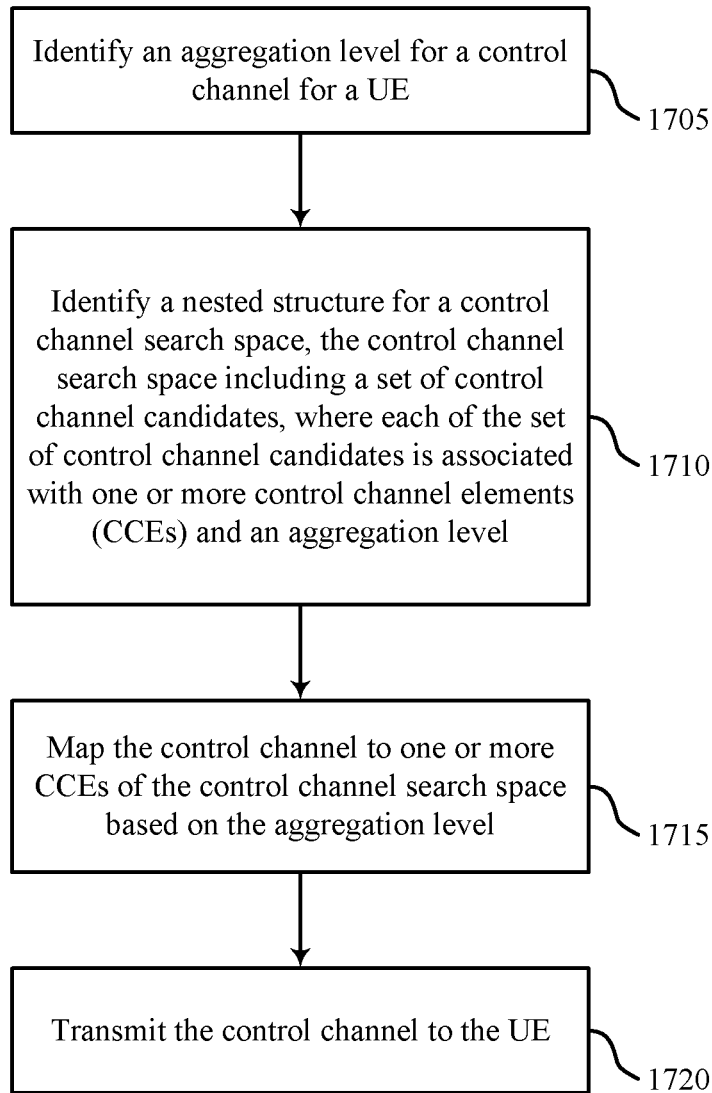 Identify an aggregation level for a control
channel for a UE
1705
Identify a nested structure for a control
channel search space, the control channel
search space including a set of control
channel candidates, where each of the set
of control channel candidates is associated
with one or more control channel elements
(CCEs) and an aggregation level
1710
Map the control channel to one or more
CCEs of the control channel search space
based on the aggregation level
1715
Transmit the control channel to the UE
1720